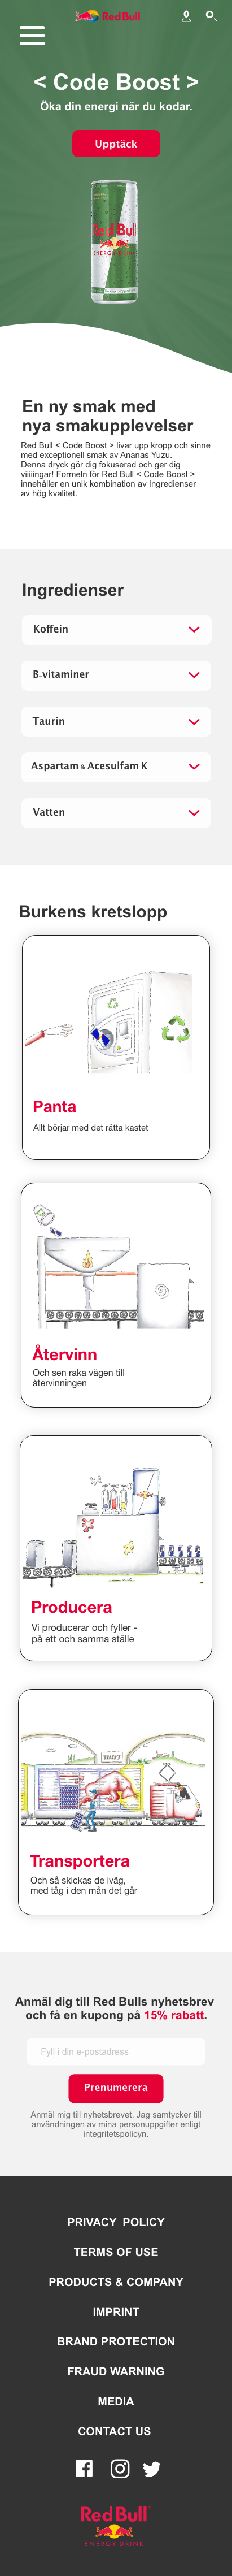 Red Bull
< Code Boost >
Öka din energi när du kodar.
Upptäck
Red Bull
ENERGY DRINK
En ny smak med
nya smakupplevelser
Red Bull < Code Boost > livar upp kropp och sinne
med exceptionell smak av Ananas Yuzu.
Denna dryck gör dig fokuserad och ger dig
viiiiingar! Formeln för Red Bull < Code Boost >
innehåller en unik kombination av Ingredienser
av hög kvalitet.
Ingredienser
Koffein
B-vitaminer
Taurin
Aspartam & Acesulfam K
Vatten
Burkens kretslopp
Panta
Allt börjar med det rätta kastet
Återvinn
Och sen raka vägen till
återvinningen
Producera
Vi producerar och fyller -
på ett och samma ställe
Transportera
Och så skickas de iväg,
med tåg i den mån det går
Anmäl dig till Red Bulls nyhetsbrev
och få en kupong på 15% rabatt.
Fyll i din e-postadress
Prenumerera
Anmäl mig till nyhetsbrevet. Jag samtycker till
användningen av mina personuppgifter enligt
integritetspolicyn.
PRIVACY POLICY
TERMS OF USE
PRODUCTS & COMPANY
IMPRINT
BRAND PROTECTION
FRAUD WARNING
MEDIA
CONTACT US
Red Bull
ENERGY DRINK